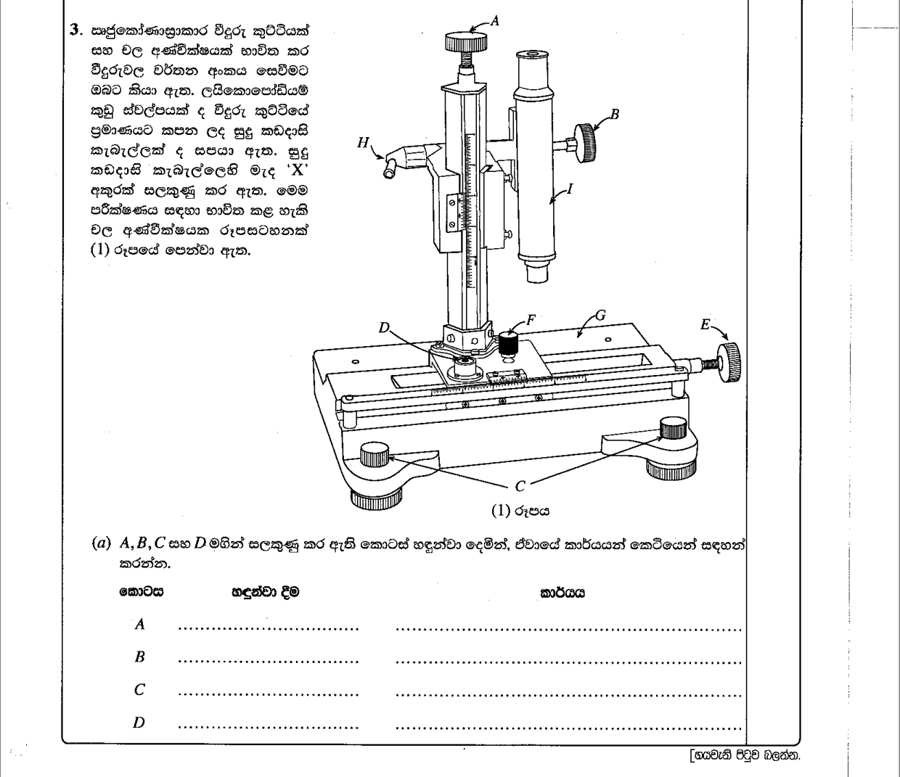 3. සෘජුකෝණාස්‍රාකාර වීදුරු කුට්ටියක්
සහ චල අණ්වීක්ෂයක් භාවිත කර
වීදුරුවල වර්තන අංකය සෙවීමට
ඔබට කියා ඇත. ලයිකොපෝඩියම්
කුඩු ස්වල්පයක් ද වීදුරු කුට්ටියේ
ප්‍රමාණයට කපන ලද සුදු කඩදාසි
කැබැල්ලක් ද සපයා ඇත. සුදු
කඩදාසි කැබැල්ලෙහි මැද 'X'
අකුරක් සලකුණු කර ඇත. මෙම
පරීක්ෂණය සඳහා භාවිත කළ හැකි
චල අණ්වීක්ෂයක රූපසටහනක්
(1) රූපයේ පෙන්වා ඇත.
A
B
H
I
D
F
G
E
C
(1) රූපය
(a) A, B, C සහ D මගින් සලකුණු කර ඇති කොටස් හඳුන්වා දෙමින්, ඒවායේ කාර්යයන් කෙටියෙන් සඳහන්
කරන්න.
කොටස හඳුන්වා දීම කාර්යය
A ................................ ................................................................
B ................................ ................................................................
C ................................ ................................................................
D ................................ ................................................................
[ගයවැනි පිටුව බලන්න.